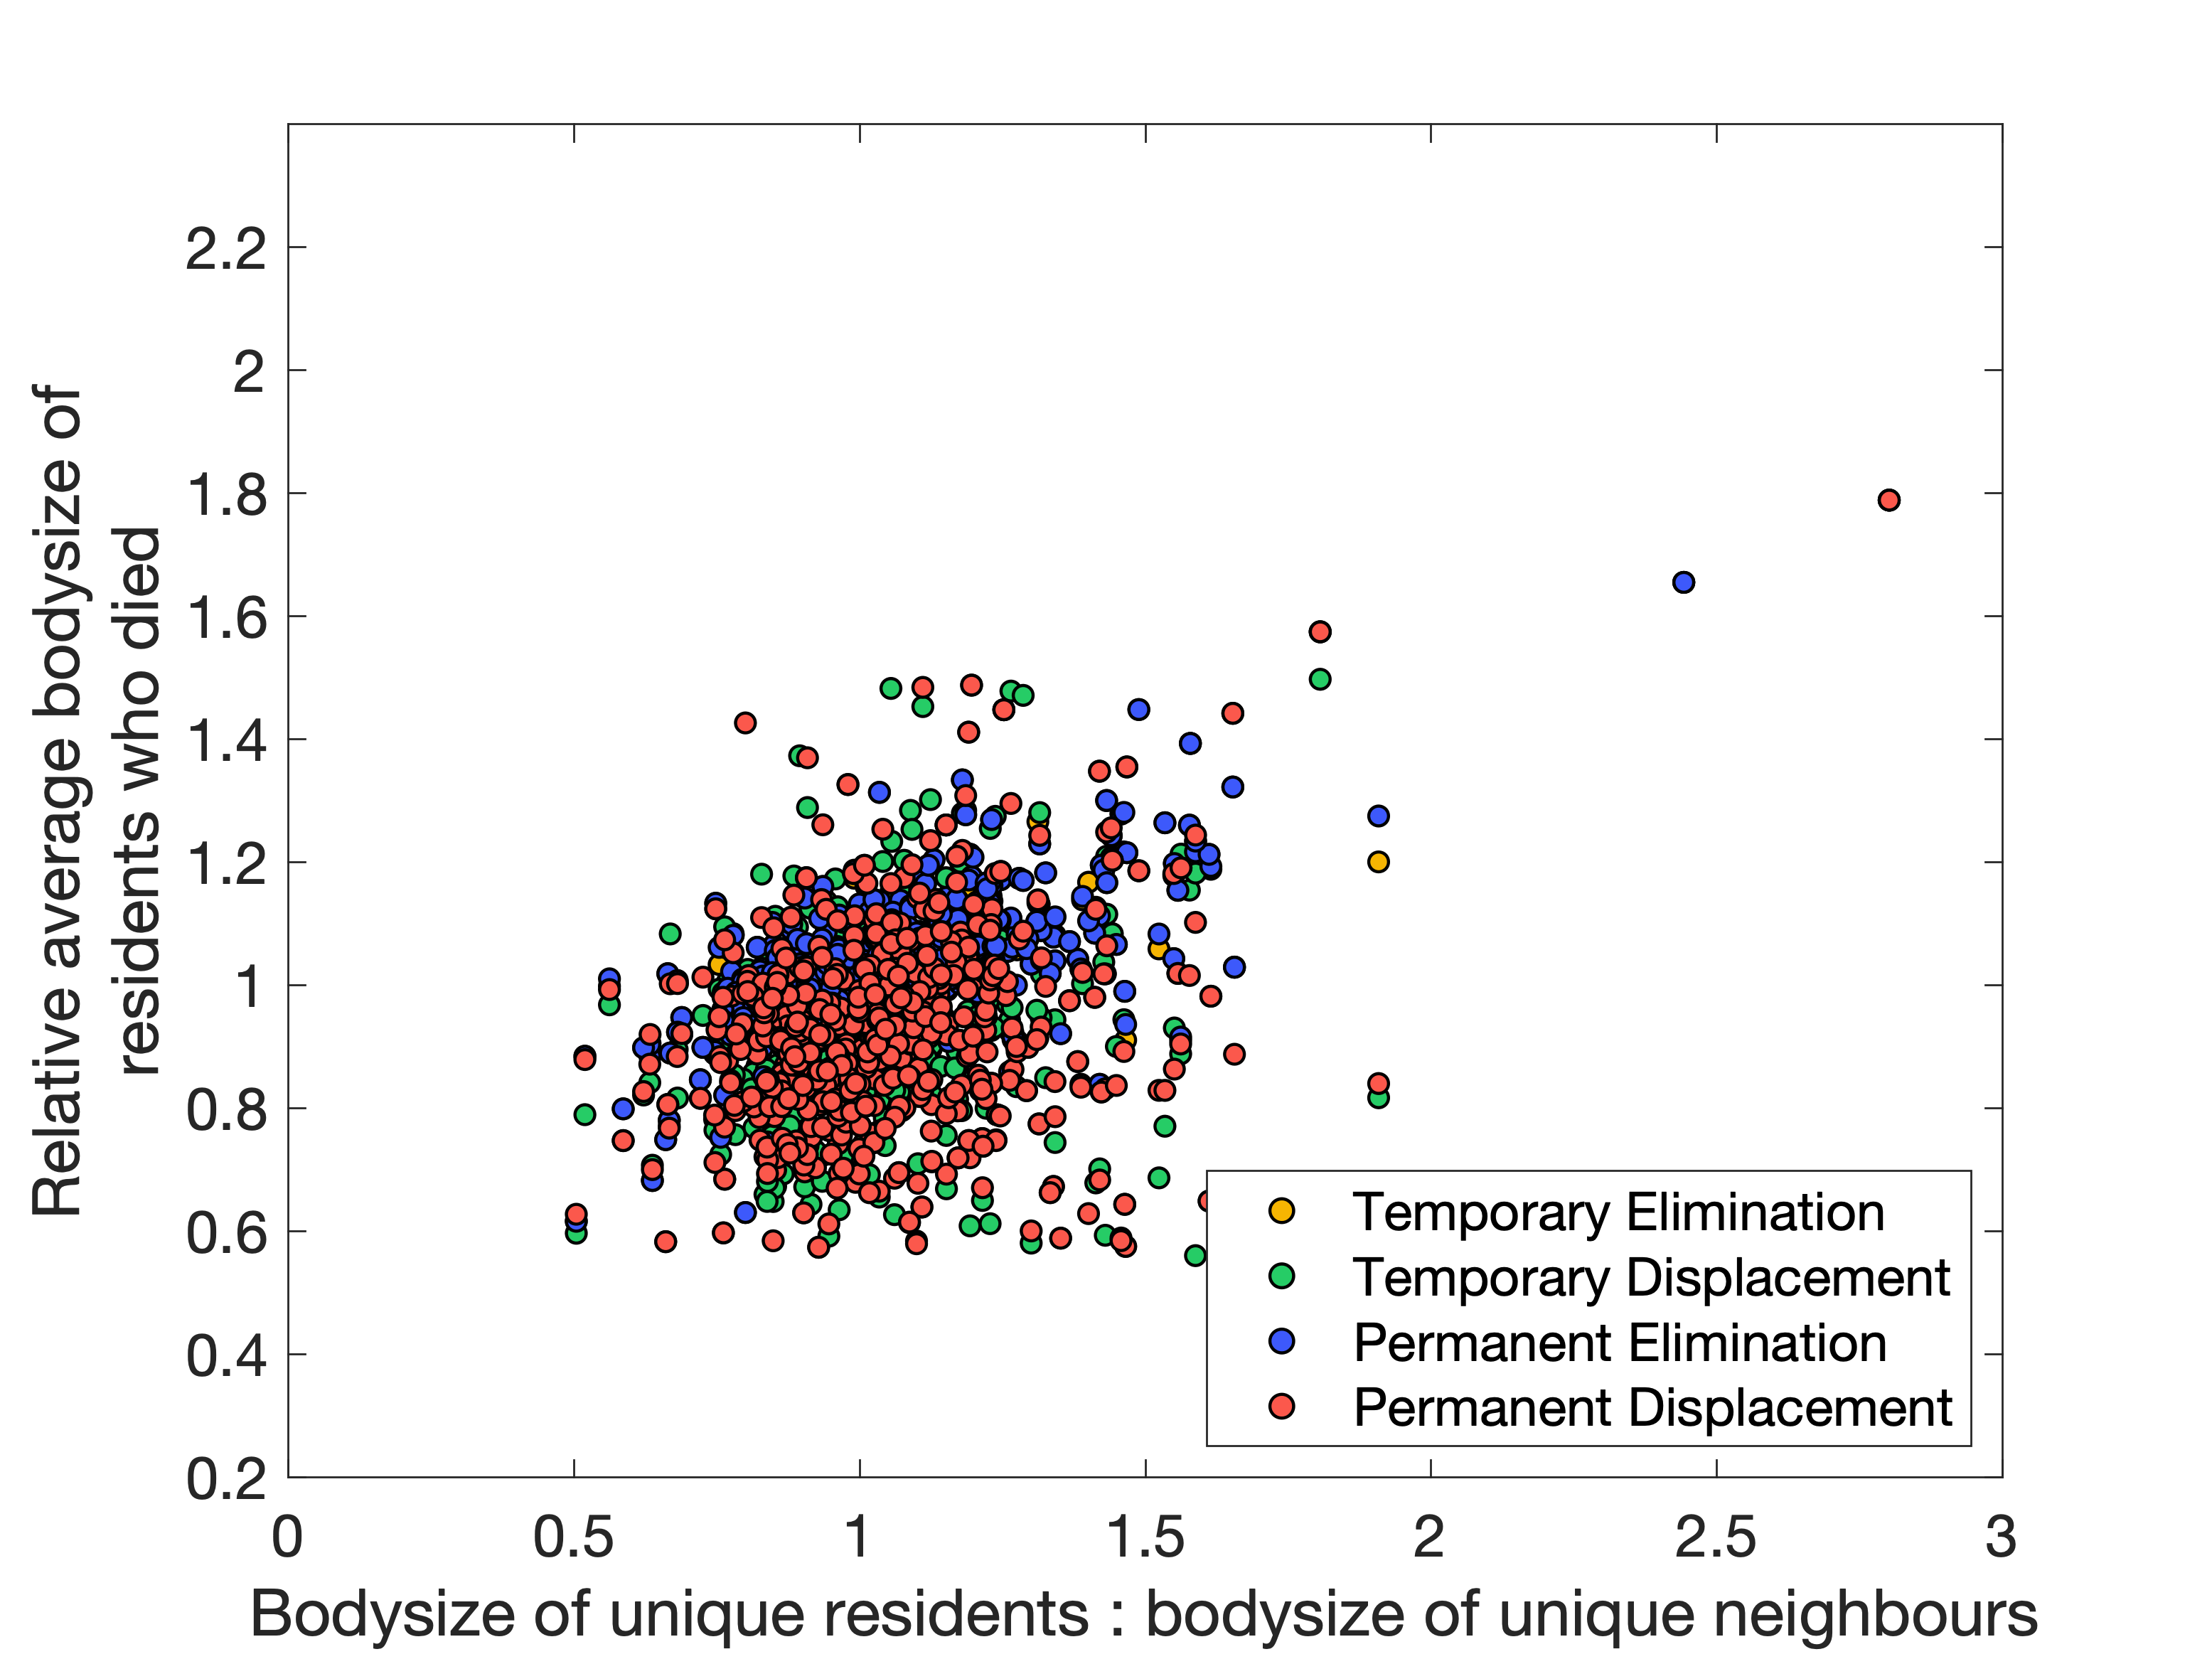 Relative average bodysize of
residents who died
2.2
2
1.8
1.6
1.4
1.2
1
0.8
0.6
0.4
0.2
0
0.5
1
1.5
2
2.5
3
Temporary Elimination
Temporary Displacement
Permanent Elimination
Permanent Displacement
Bodysize of unique residents : bodysize of unique neighbours